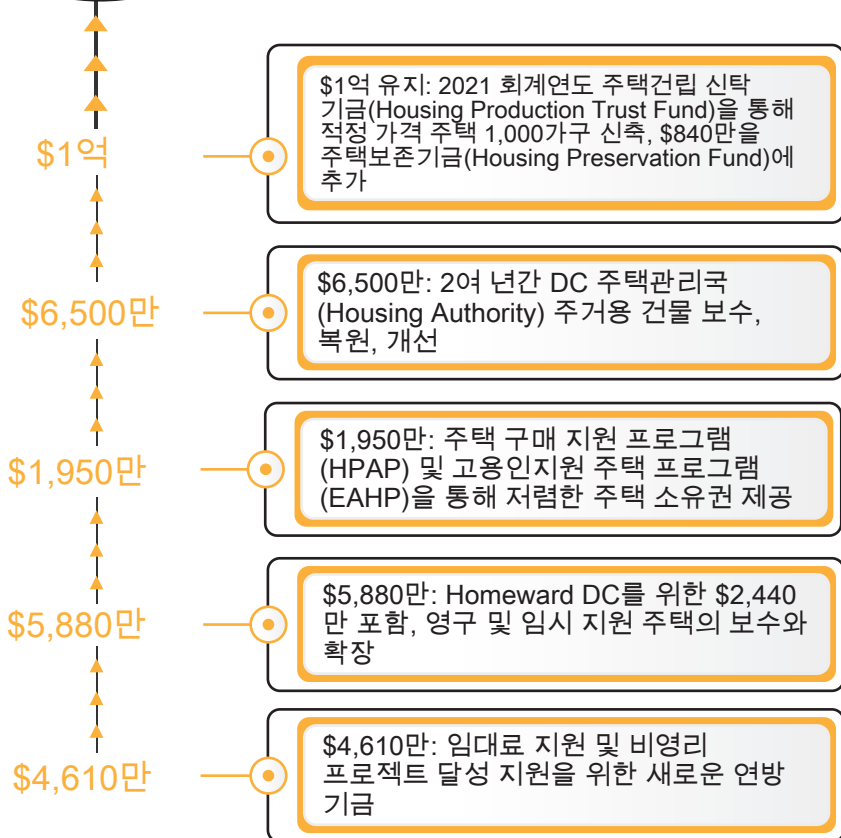 $1억
$1억 유지: 2021 회계연도 주택건립 신탁
기금(Housing Production Trust Fund)을 통해
적정 가격 주택 1,000가구 신축, $840만을
주택보존기금(Housing Preservation Fund)에
추가
$6,500만
$6,500만: 2여 년간 DC 주택관리국
(Housing Authority) 주거용 건물 보수,
복원, 개선
$1,950만
$1,950만: 주택 구매 지원 프로그램
(HPAP) 및 고용인지원 주택 프로그램
(EAHP)을 통해 저렴한 주택 소유권 제공
$5,880만
$5,880만: Homeward DC를 위한 $2,440
만 포함, 영구 및 임시 지원 주택의 보수와
확장
$4,610만
$4,610만: 임대료 지원 및 비영리
프로젝트 달성 지원을 위한 새로운 연방
기금